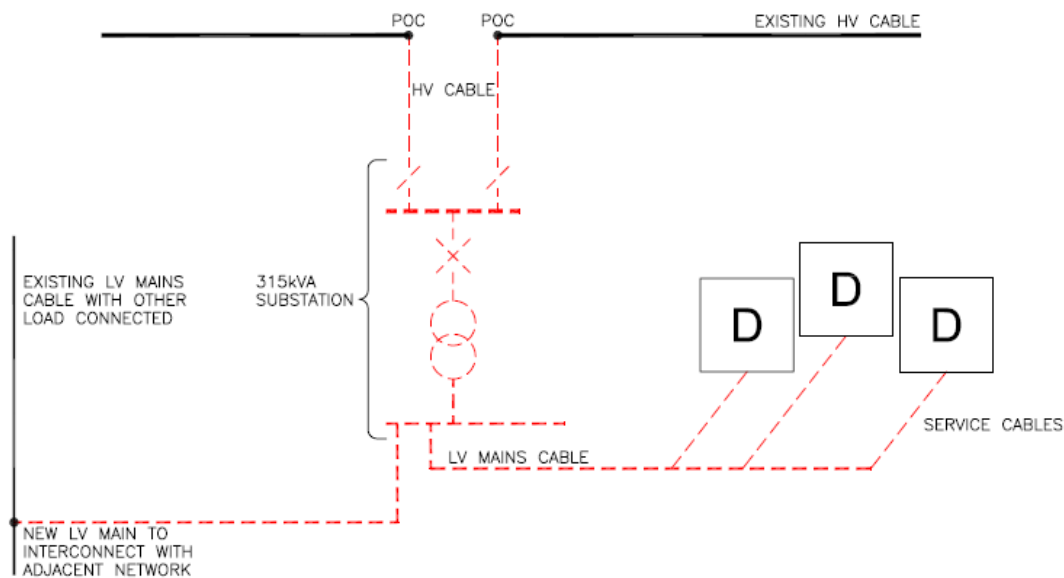 POC
POC
EXISTING HV CABLE
HV CABLE
EXISTING LV MAINS
CABLE WITH OTHER
LOAD CONNECTED
315kVA
SUBSTATION
D
D
D
SERVICE CABLES
LV MAINS CABLE
NEW LV MAIN TO
INTERCONNECT WITH
ADJACENT NETWORK